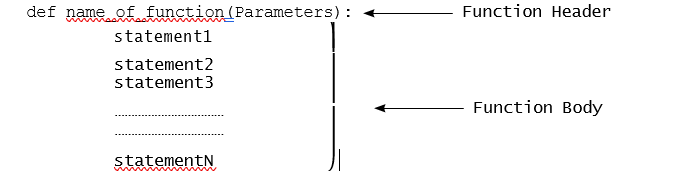 def name_of_function(Parameters): Function Header
statement1
statement2
statement3
................................
................................
Function Body
statementN